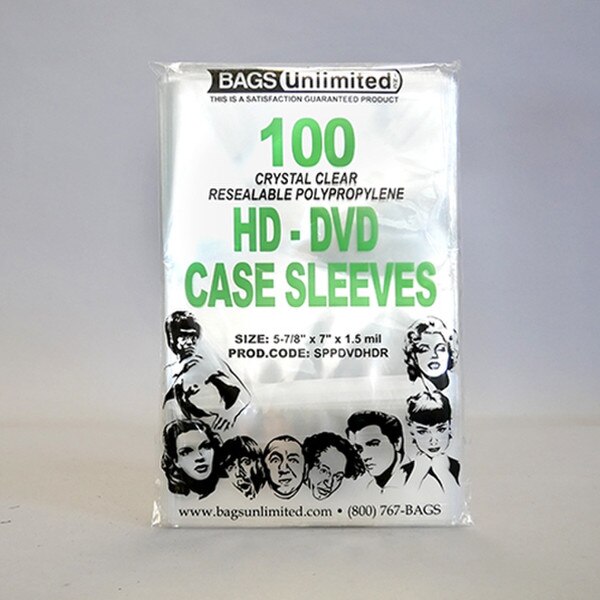 BAGS Unlimited INC
THIS IS A SATISFACTION GUARANTEED PRODUCT
100
CRYSTAL CLEAR
RESEALABLE POLYPROPYLENE
HD - DVD
CASE SLEEVES
SIZE: 5-7/8" x 7" x 1.5 mil
PROD.CODE: SPPDVDHDR
www.bagsunlimited.com • (800) 767-BAGS